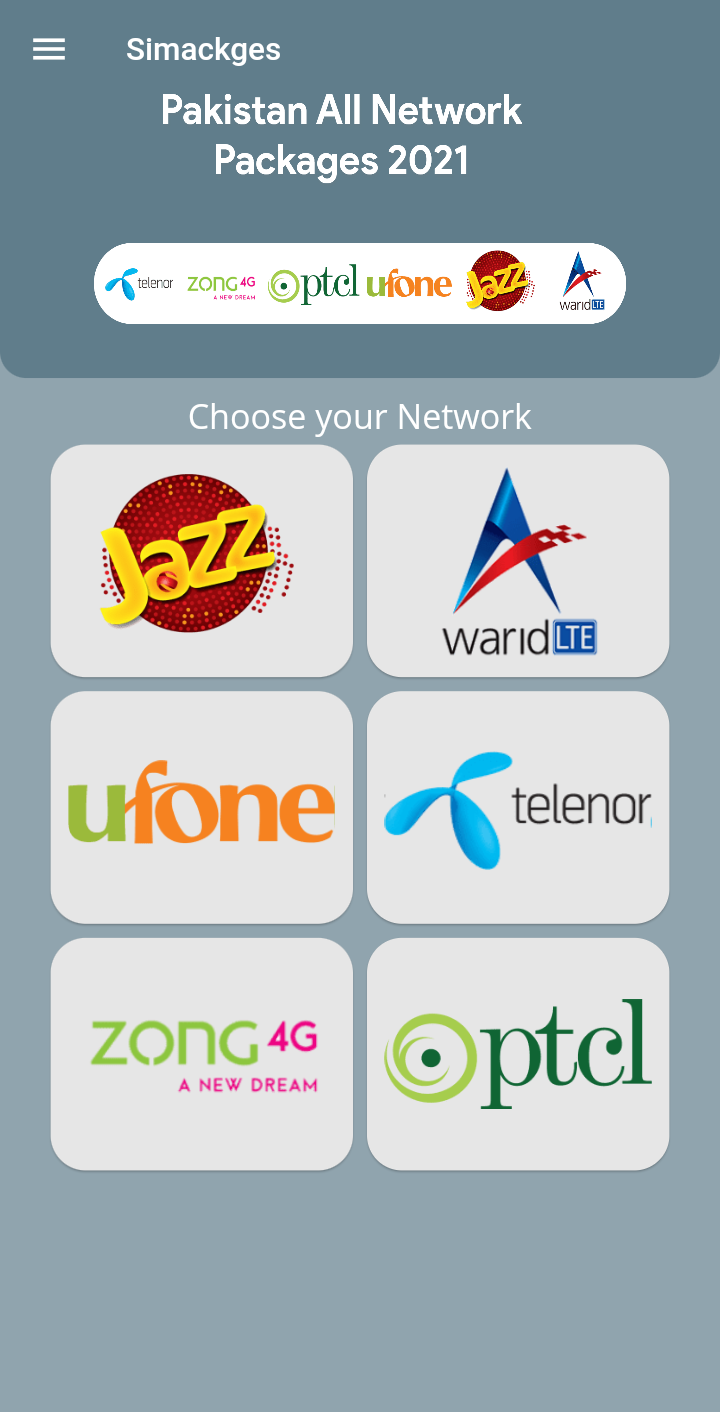 Simackges
Pakistan All Network
Packages 2021
telenor ZONG 4G ptcl ufone Jazz warid LTE
A NEW DREAM
Choose your Network
Jazz
warid LTE
ufone
telenor
ZONG 4G
A NEW DREAM
ptcl